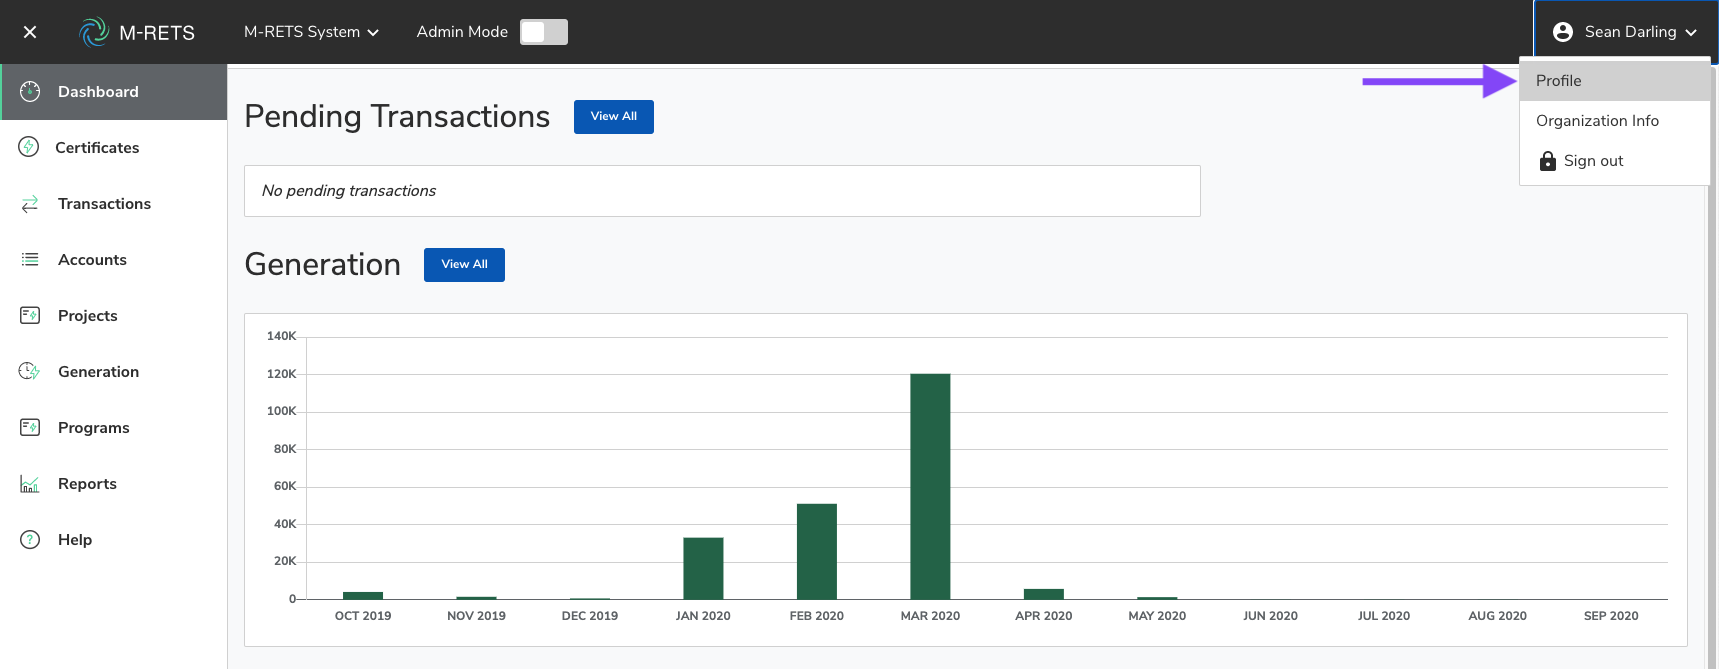 M-RETS
M-RETS System
Admin Mode
Sean Darling
Profile
Organization Info
Sign out
Dashboard
Certificates
Transactions
Accounts
Projects
Generation
Programs
Reports
Help
Pending Transactions
View All
No pending transactions
Generation
View All
140K
120K
100K
80K
60K
40K
20K
0
OCT 2019 NOV 2019 DEC 2019 JAN 2020 FEB 2020 MAR 2020 APR 2020 MAY 2020 JUN 2020 JUL 2020 AUG 2020 SEP 2020